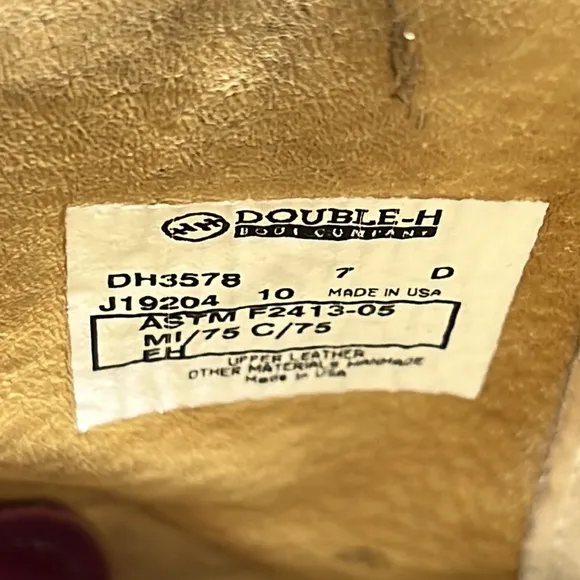 HH DOUBLE-H
BOOT COMPANY
DH3578 7 D
J19204 10 MADE IN USA
ASTM F2413-05
MI/75 C/75
EH
UPPER LEATHER
OTHER MATERIALS MANMADE
Made in USA